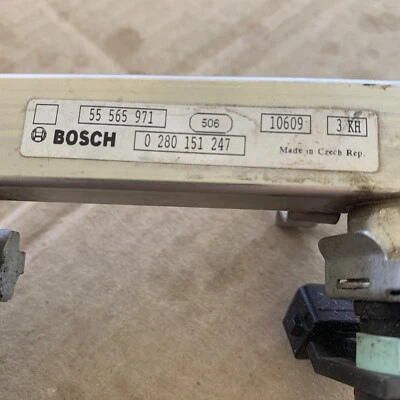 55 565 971 506 10609 3 KH
BOSCH 0 280 151 247 Made in Czech Rep.